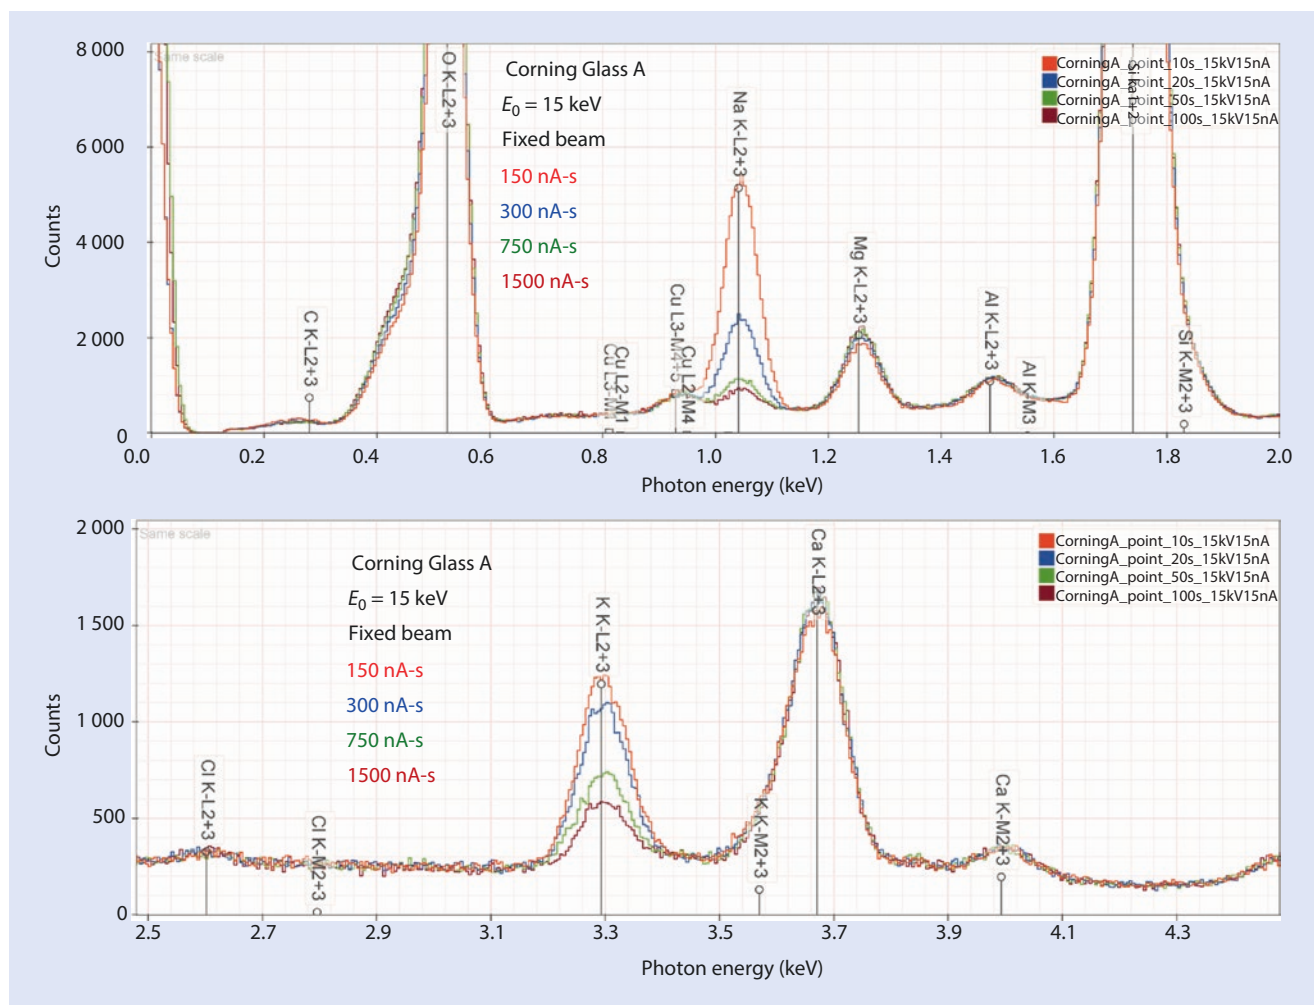 8 000
6 000
4 000
2 000
0
Counts
Same scale
Corning Glass A
E0 = 15 keV
Fixed beam
150 nA-s
300 nA-s
750 nA-s
1500 nA-s
CorningA_point_10s_15kV15nA
CorningA_point_20s_15kV15nA
CorningA_point_50s_15kV15nA
CorningA_point_100s_15kV15nA
C K-L2+3
O K-L2+3
Cu L3-M1
Cu L2-M1
Cu L3-M4+5
Cu L2-M4
Na K-L2+3
Mg K-L2+3
Al K-L2+3
Al K-M3
Si K-M2+3
0.0 0.2 0.4 0.6 0.8 1.0 1.2 1.4 1.6 1.8 2.0
Photon energy (keV)
2 000
1 500
1 000
500
0
Counts
Same scale
Corning Glass A
E0 = 15 keV
Fixed beam
150 nA-s
300 nA-s
750 nA-s
1500 nA-s
CorningA_point_10s_15kV15nA
CorningA_point_20s_15kV15nA
CorningA_point_50s_15kV15nA
CorningA_point_100s_15kV15nA
Cl K-L2+3
Cl K-M2+3
K K-L2+3
K K-M2+3
Ca K-L2+3
Ca K-M2+3
2.5 2.7 2.9 3.1 3.3 3.5 3.7 3.9 4.1 4.3
Photon energy (keV)